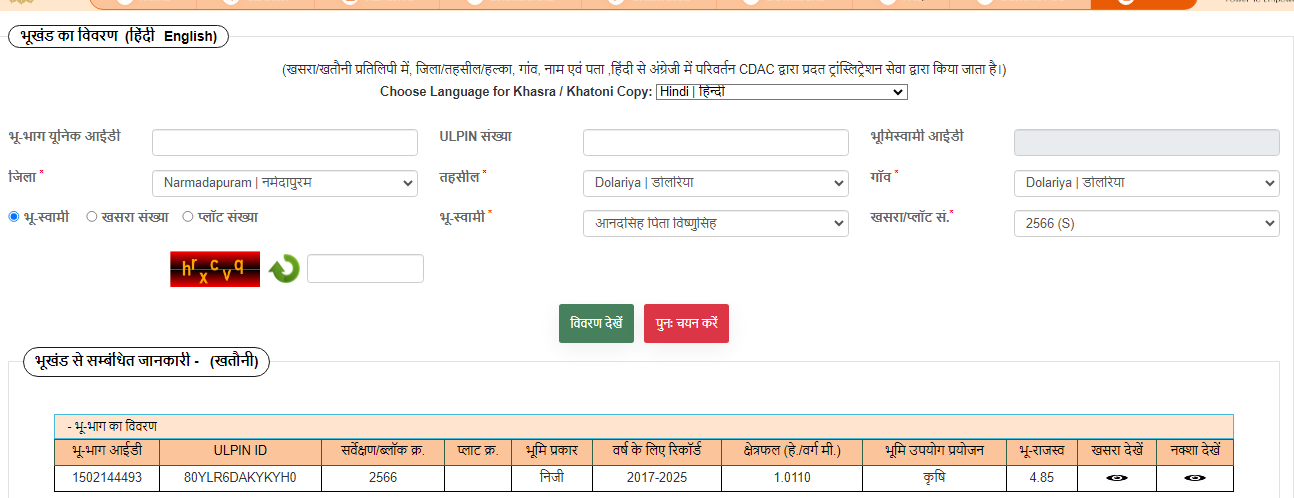 भूखंड का विवरण (हिंदी English)
(खसरा/खतौनी प्रतिलिपी में, जिला/तहसील/हल्का, गांव, नाम एवं पता ,हिंदी से अंग्रेजी में परिवर्तन CDAC द्वारा प्रदत ट्रांस्लिट्रेशन सेवा द्वारा किया जाता है।)
Choose Language for Khasra / Khatoni Copy: Hindi | हिन्दी
भू-भाग यूनिक आईडी ULPIN संख्या भूमिस्वामी आईडी
जिला * Narmadapuram | नर्मदापुरम तहसील * Dolariya | डोलरिया गाँव * Dolariya | डोलरिया
भू-स्वामी खसरा संख्या प्लॉट संख्या भू-स्वामी * आनदसिह पिता विष्णुसिह खसरा/प्लॉट सं.* 2566 (S)
hrxcvq
विवरण देखें पुनः चयन करें
भूखंड से सम्बंधित जानकारी - (खतौनी)
- भू-भाग का विवरण
भू-भाग आईडी ULPIN ID सर्वेक्षण/ब्लॉक क्र. प्लाट क्र. भूमि प्रकार वर्ष के लिए रिकॉर्ड क्षेत्रफल (हे./वर्ग मी.) भूमि उपयोग प्रयोजन भू-राजस्व खसरा देखें नक्शा देखें
1502144493 80YLR6DAKYKYH0 2566 निजी 2017-2025 1.0110 कृषि 4.85